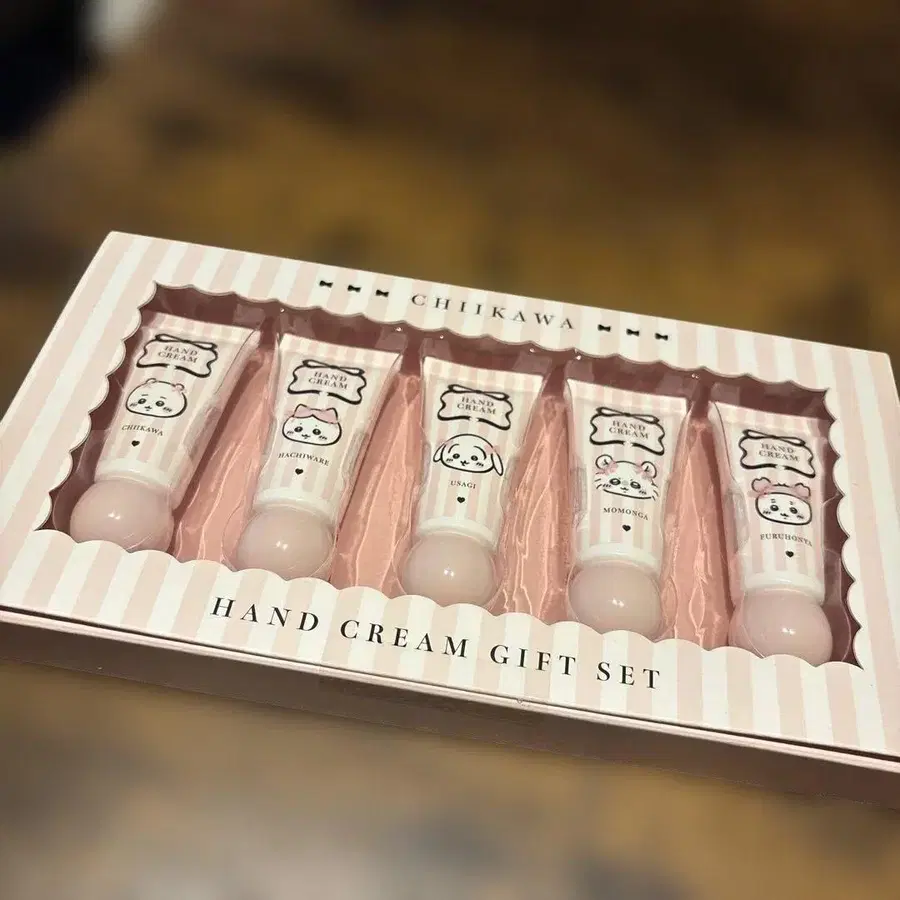 CHIIKAWA
HAND
CREAM
CHIIKAWA
HAND
CREAM
HACHIWARE
HAND
CREAM
USAGI
HAND
CREAM
MOMONGA
HAND
CREAM
FURUHONYA
HAND CREAM GIFT SET